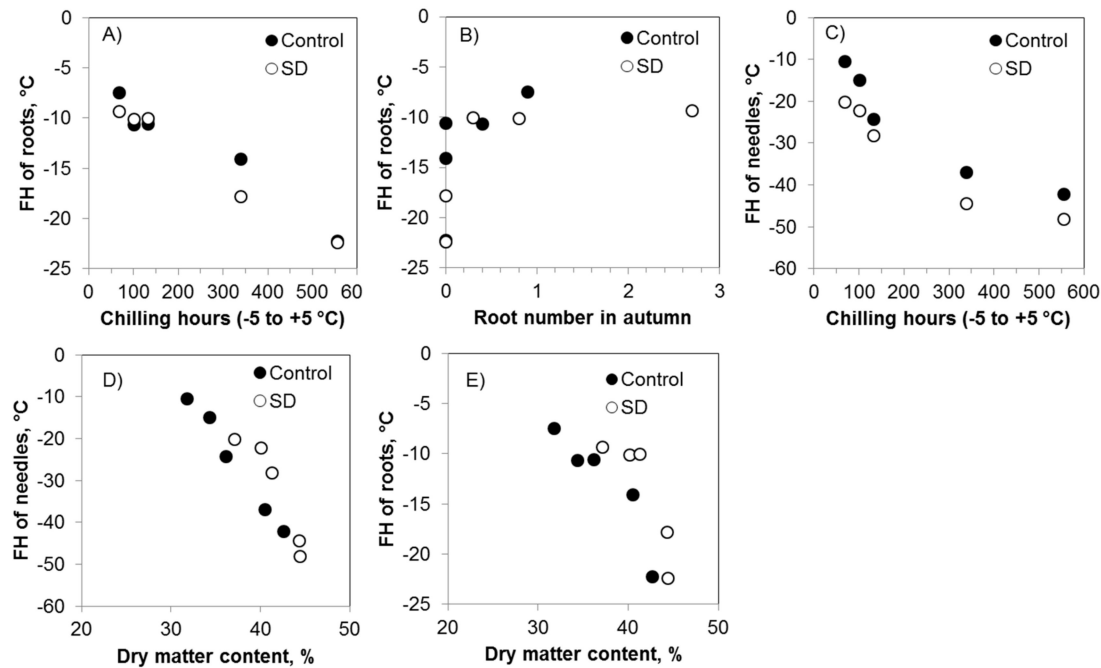 A)
Control
SD
0
-5
-10
-15
-20
-25
FH of roots, °C
0 100 200 300 400 500 60
Chilling hours (-5 to +5 °C)
B)
Control
SD
0
-5
-10
-15
-20
-25
FH of roots, °C
0 1 2 3
Root number in autumn
C)
Control
SD
0
-10
-20
-30
-40
-50
-60
FH of needles, °C
0 100 200 300 400 500 600
Chilling hours (-5 to +5 °C)
D)
Control
SD
0
-10
-20
-30
-40
-50
-60
FH of needles, °C
20 30 40 50
Dry matter content, %
E)
Control
SD
0
-5
-10
-15
-20
-25
FH of roots, °C
20 30 40 50
Dry matter content, %